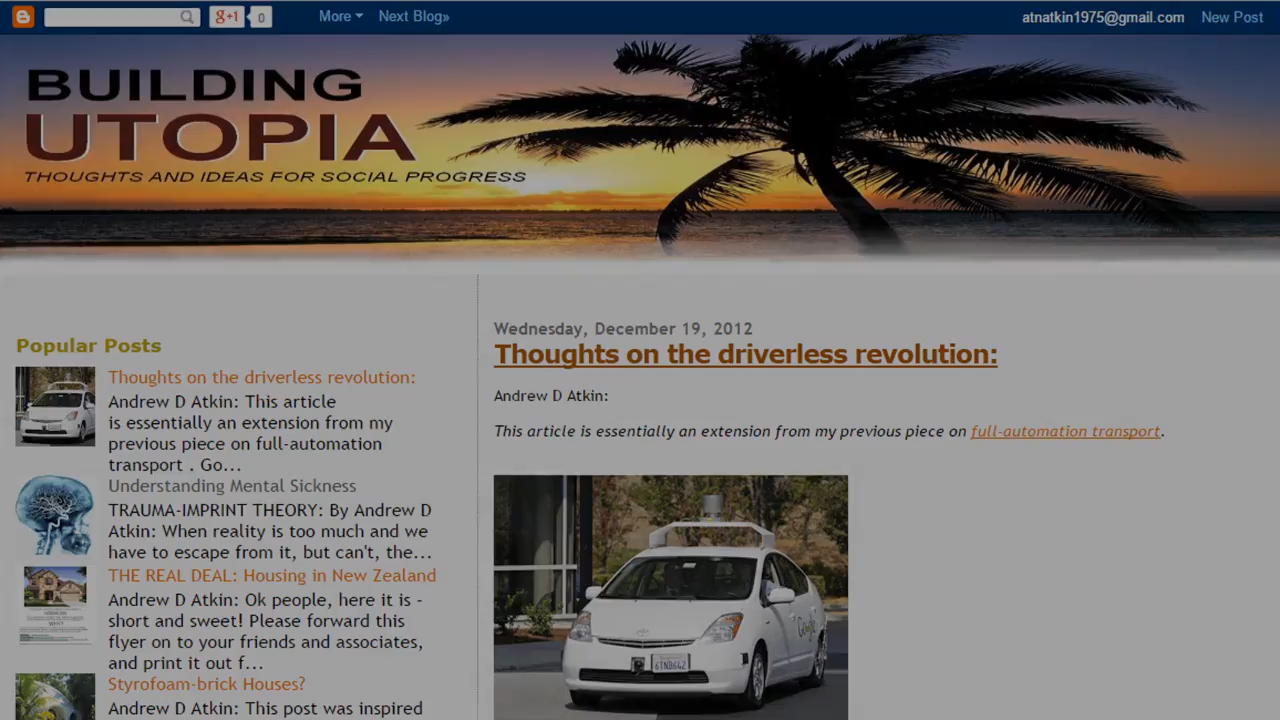 g+1 0 More Next Blog» atnatkin1975@gmail.com New Post
BUILDING
UTOPIA
THOUGHTS AND IDEAS FOR SOCIAL PROGRESS
Popular Posts
Thoughts on the driverless revolution:
Andrew D Atkin: This article
is essentially an extension from my
previous piece on full-automation
transport . Go...
Understanding Mental Sickness
TRAUMA-IMPRINT THEORY: By Andrew D
Atkin: When reality is too much and we
have to escape from it, but can't, the...
THE REAL DEAL: Housing in New Zealand
Andrew D Atkin: Ok people, here it is -
short and sweet! Please forward this
flyer on to your friends and associates,
and print it out f...
Styrofoam-brick Houses?
Andrew D Atkin: This post was inspired
Wednesday, December 19, 2012
Thoughts on the driverless revolution:
Andrew D Atkin:
This article is essentially an extension from my previous piece on full-automation transport.
Google
6TNB642